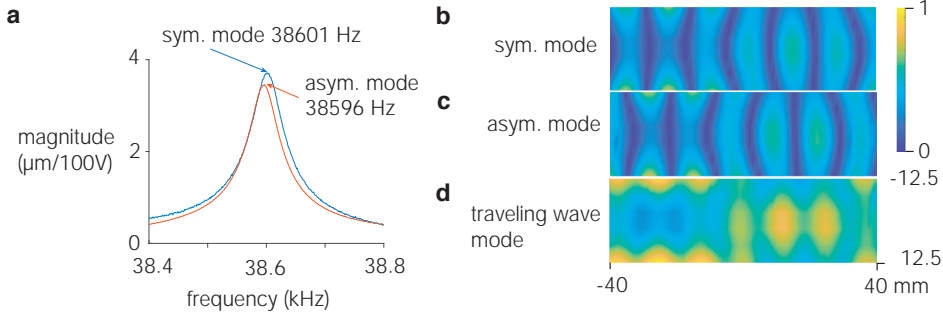 a
sym. mode 38601 Hz
asym. mode
38596 Hz
magnitude
(μm/100V)
4
2
0
38.4
38.6
38.8
frequency (kHz)
b
sym. mode
c
asym. mode
d
traveling wave
mode
1
0
-12.5
12.5
-40
40 mm